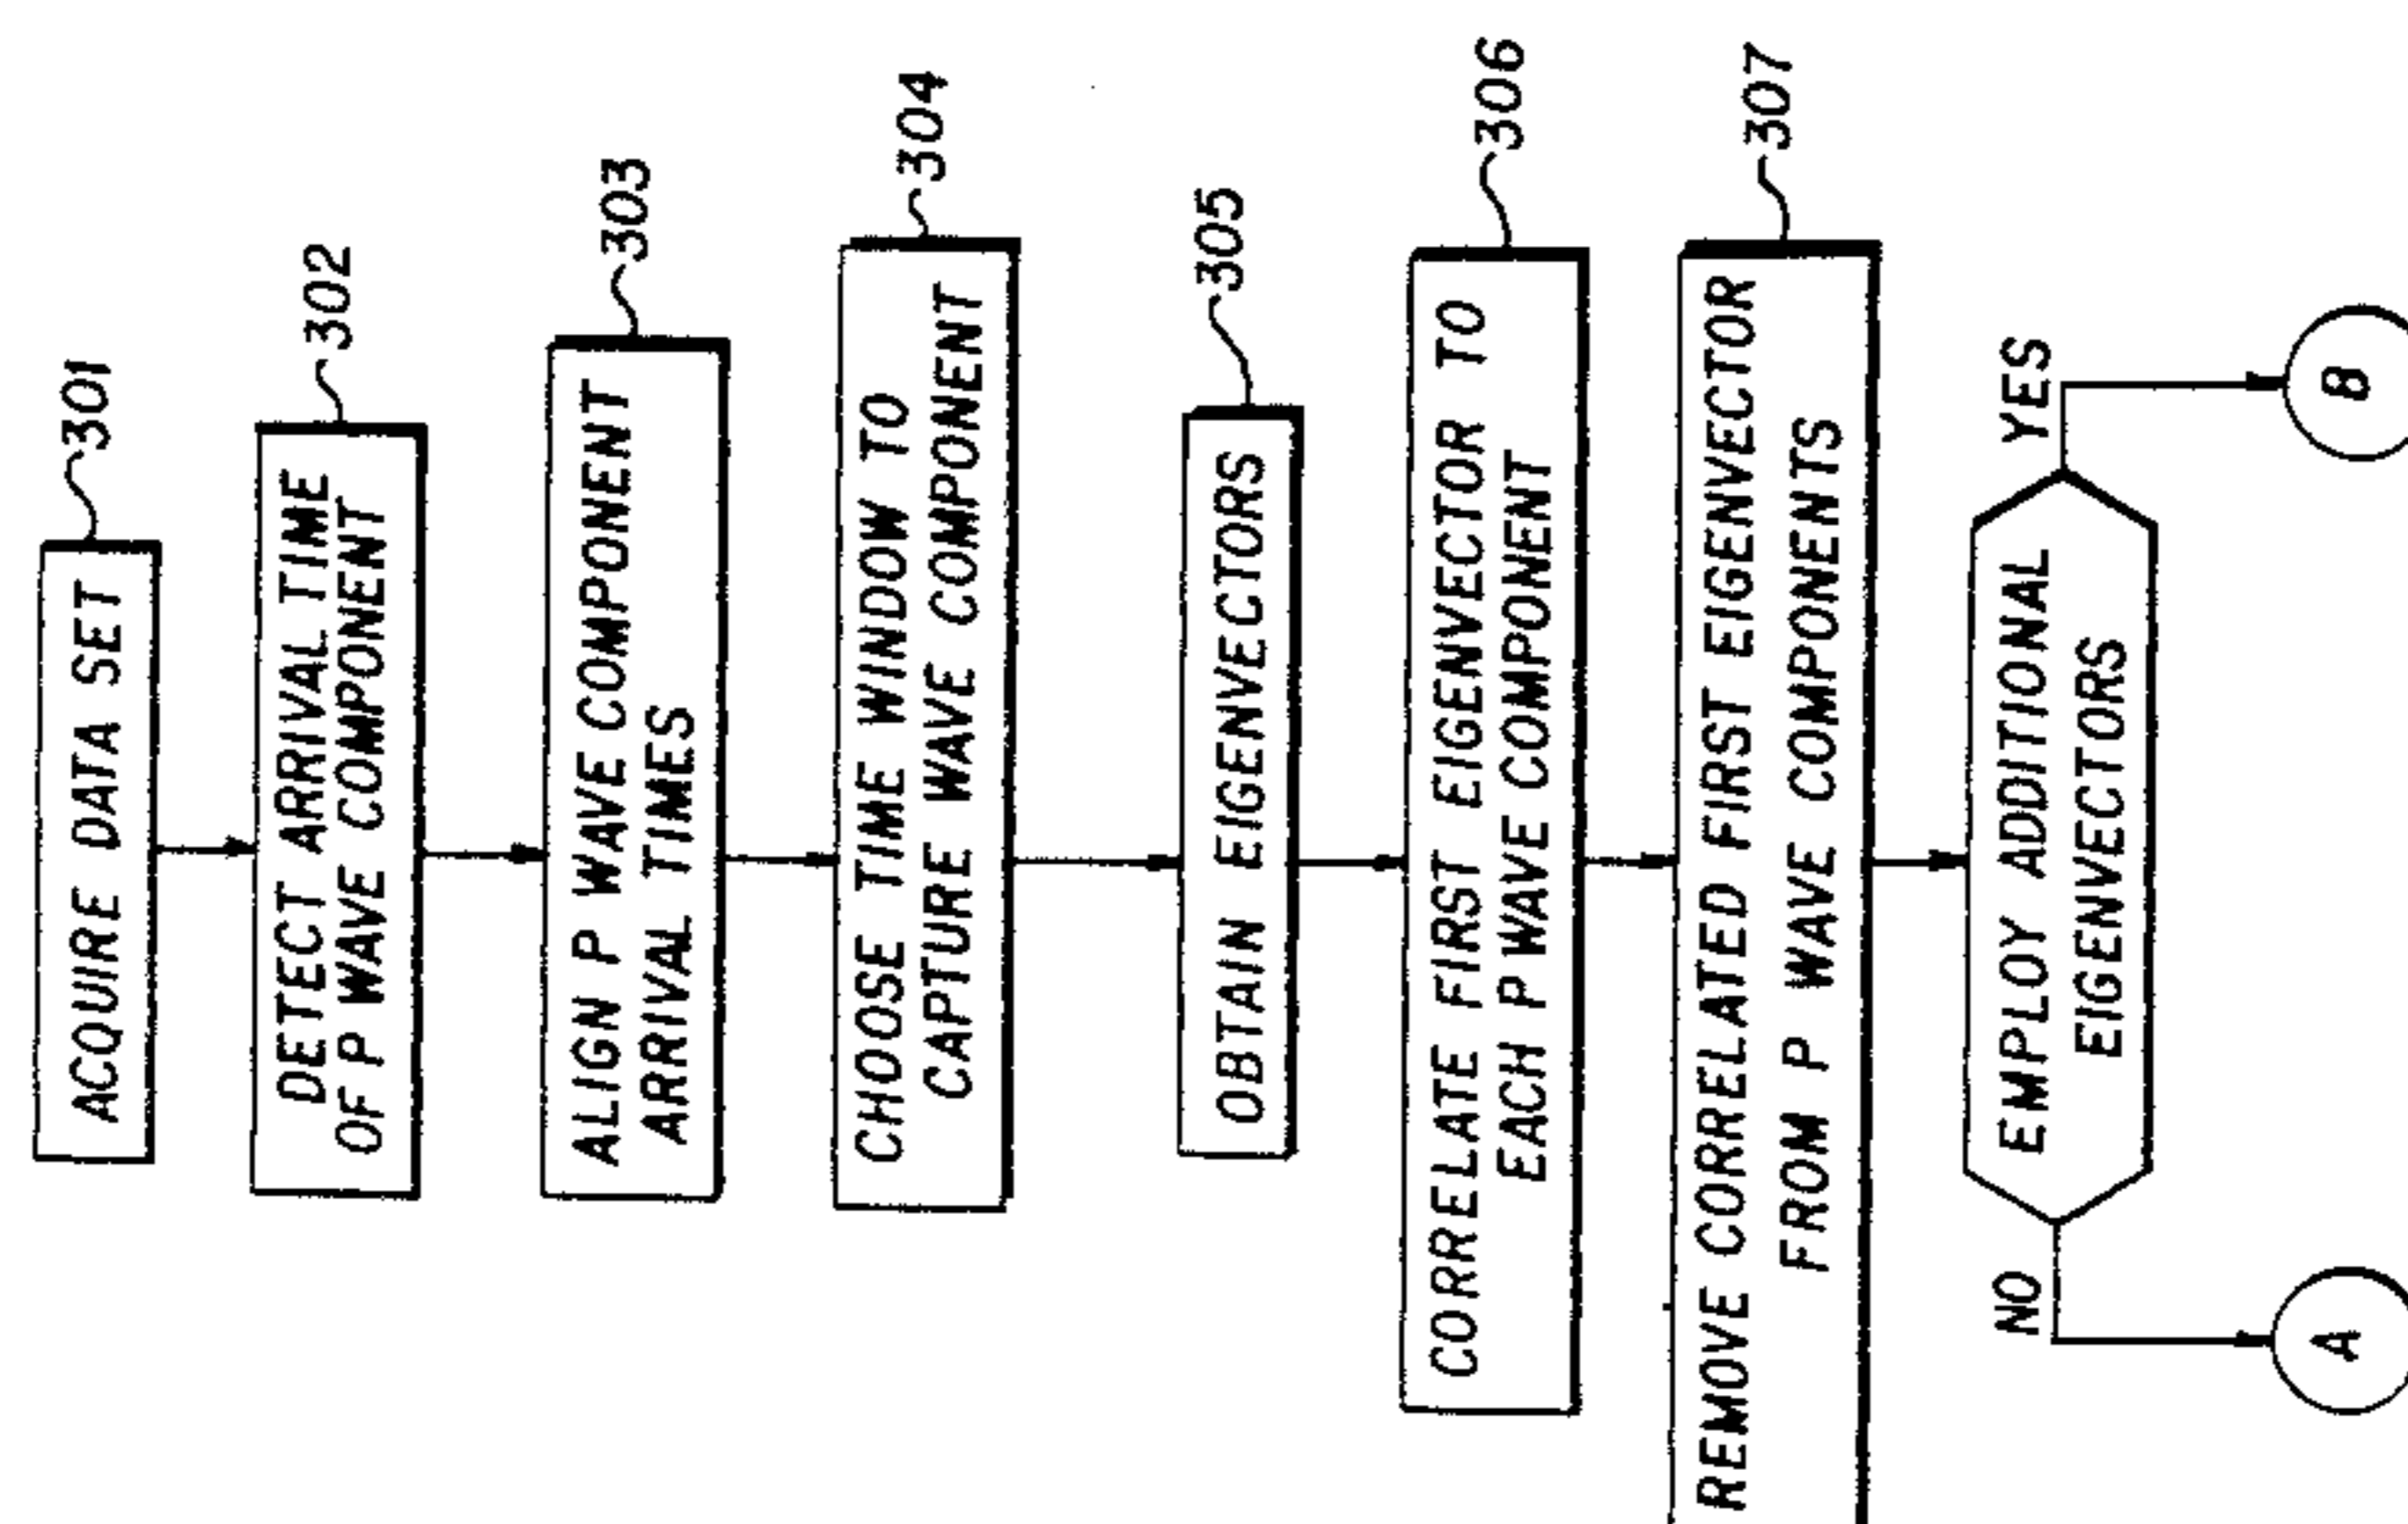 ACQUIRE DATA SET
301
DETECT ARRIVAL TIME
OF P WAVE COMPONENT
302
ALIGN P WAVE COMPONENT
ARRIVAL TIMES
303
CHOOSE TIME WINDOW TO
CAPTURE WAVE COMPONENT
304
OBTAIN EIGENVECTORS
305
CORRELATE FIRST EIGENVECTOR TO
EACH P WAVE COMPONENT
306
REMOVE CORRELATED FIRST EIGENVECTOR
FROM P WAVE COMPONENTS
307
EMPLOY ADDITIONAL
EIGENVECTORS
NO
YES
A
B